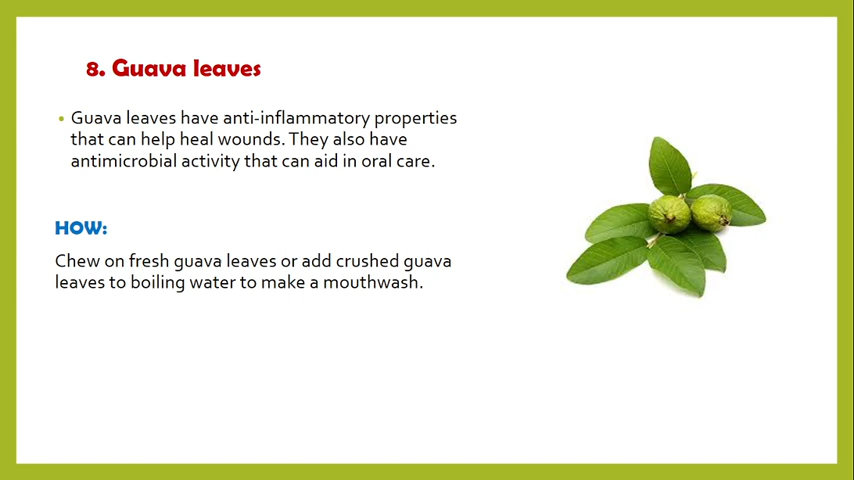 8. Guava leaves
• Guava leaves have anti-inflammatory properties
that can help heal wounds. They also have
antimicrobial activity that can aid in oral care.
HOW:
Chew on fresh guava leaves or add crushed guava
leaves to boiling water to make a mouthwash.